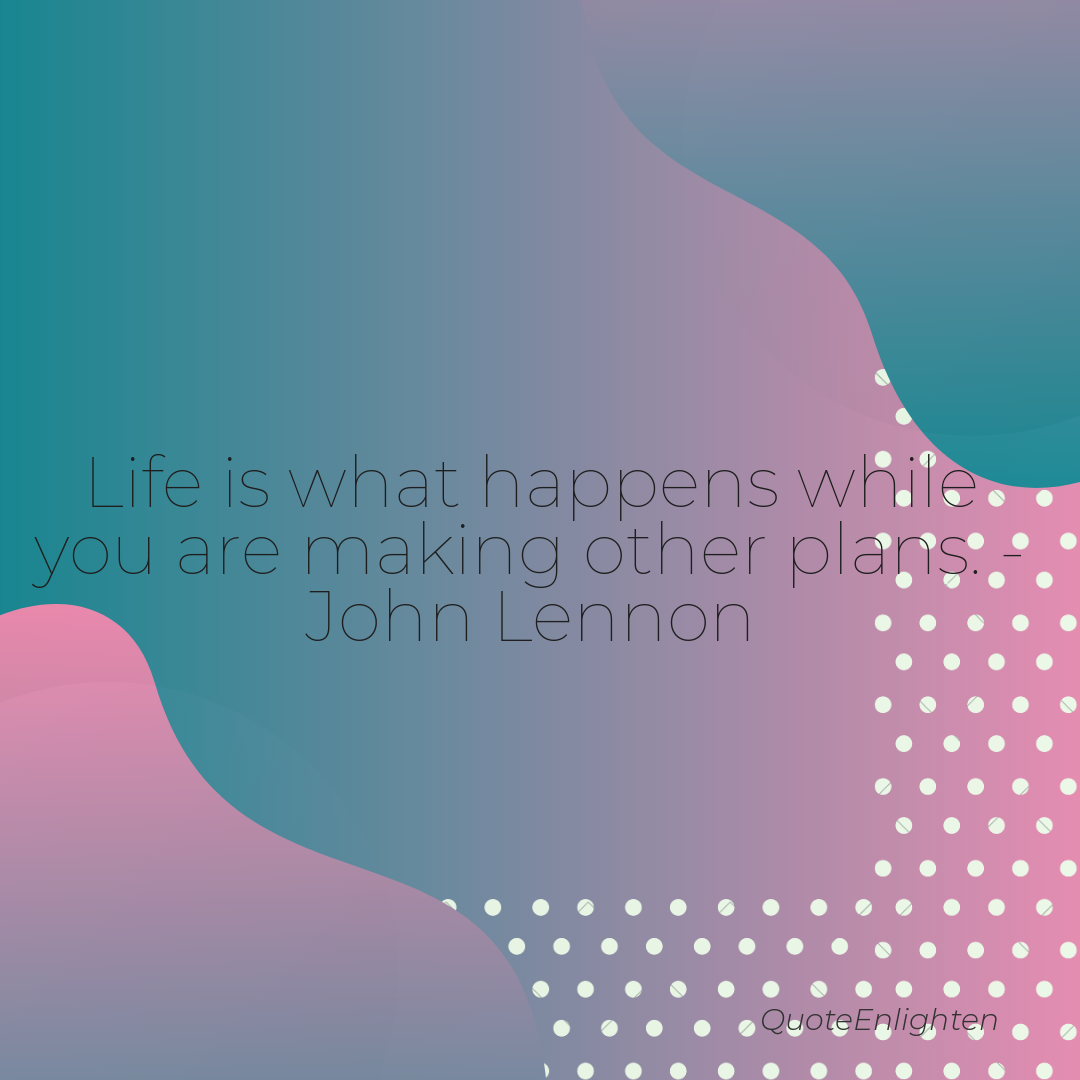 Life is what happens while
you are making other plans. -
John Lennon
QuoteEnlighten